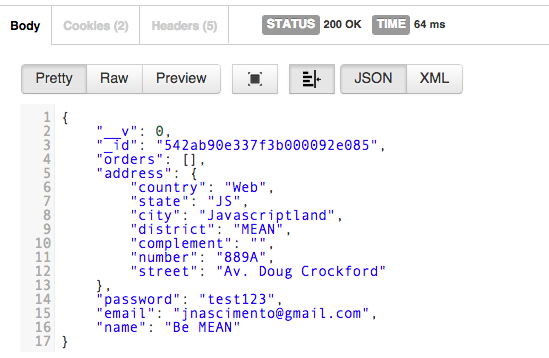 Body Cookies (2) Headers (5) STATUS 200 OK TIME 64 ms
Pretty Raw Preview JSON XML
1 {
2 "__v": 0,
3 "_id": "542ab90e337f3b000092e085",
4 "orders": [],
5 "address": {
6 "country": "Web",
7 "state": "JS",
8 "city": "Javascriptland",
9 "district": "MEAN",
10 "complement": "",
11 "number": "889A",
12 "street": "Av. Doug Crockford"
13 },
14 "password": "test123",
15 "email": "jnascimento@gmail.com",
16 "name": "Be MEAN"
17 }